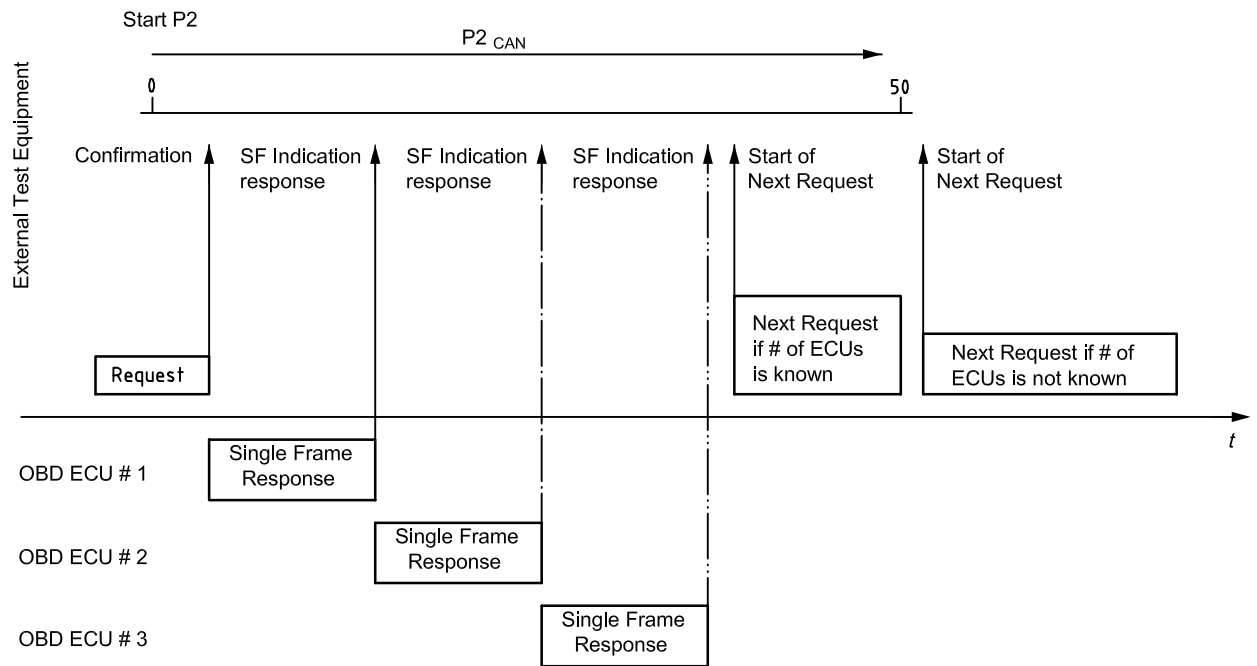 Start P2
P2 CAN
0
50
External Test Equipment
Confirmation
SF Indication
response
SF Indication
response
SF Indication
response
Start of
Next Request
Start of
Next Request
Request
Next Request
if # of ECUs
is known
Next Request if # of
ECUs is not known
t
OBD ECU # 1
Single Frame
Response
OBD ECU # 2
Single Frame
Response
OBD ECU # 3
Single Frame
Response